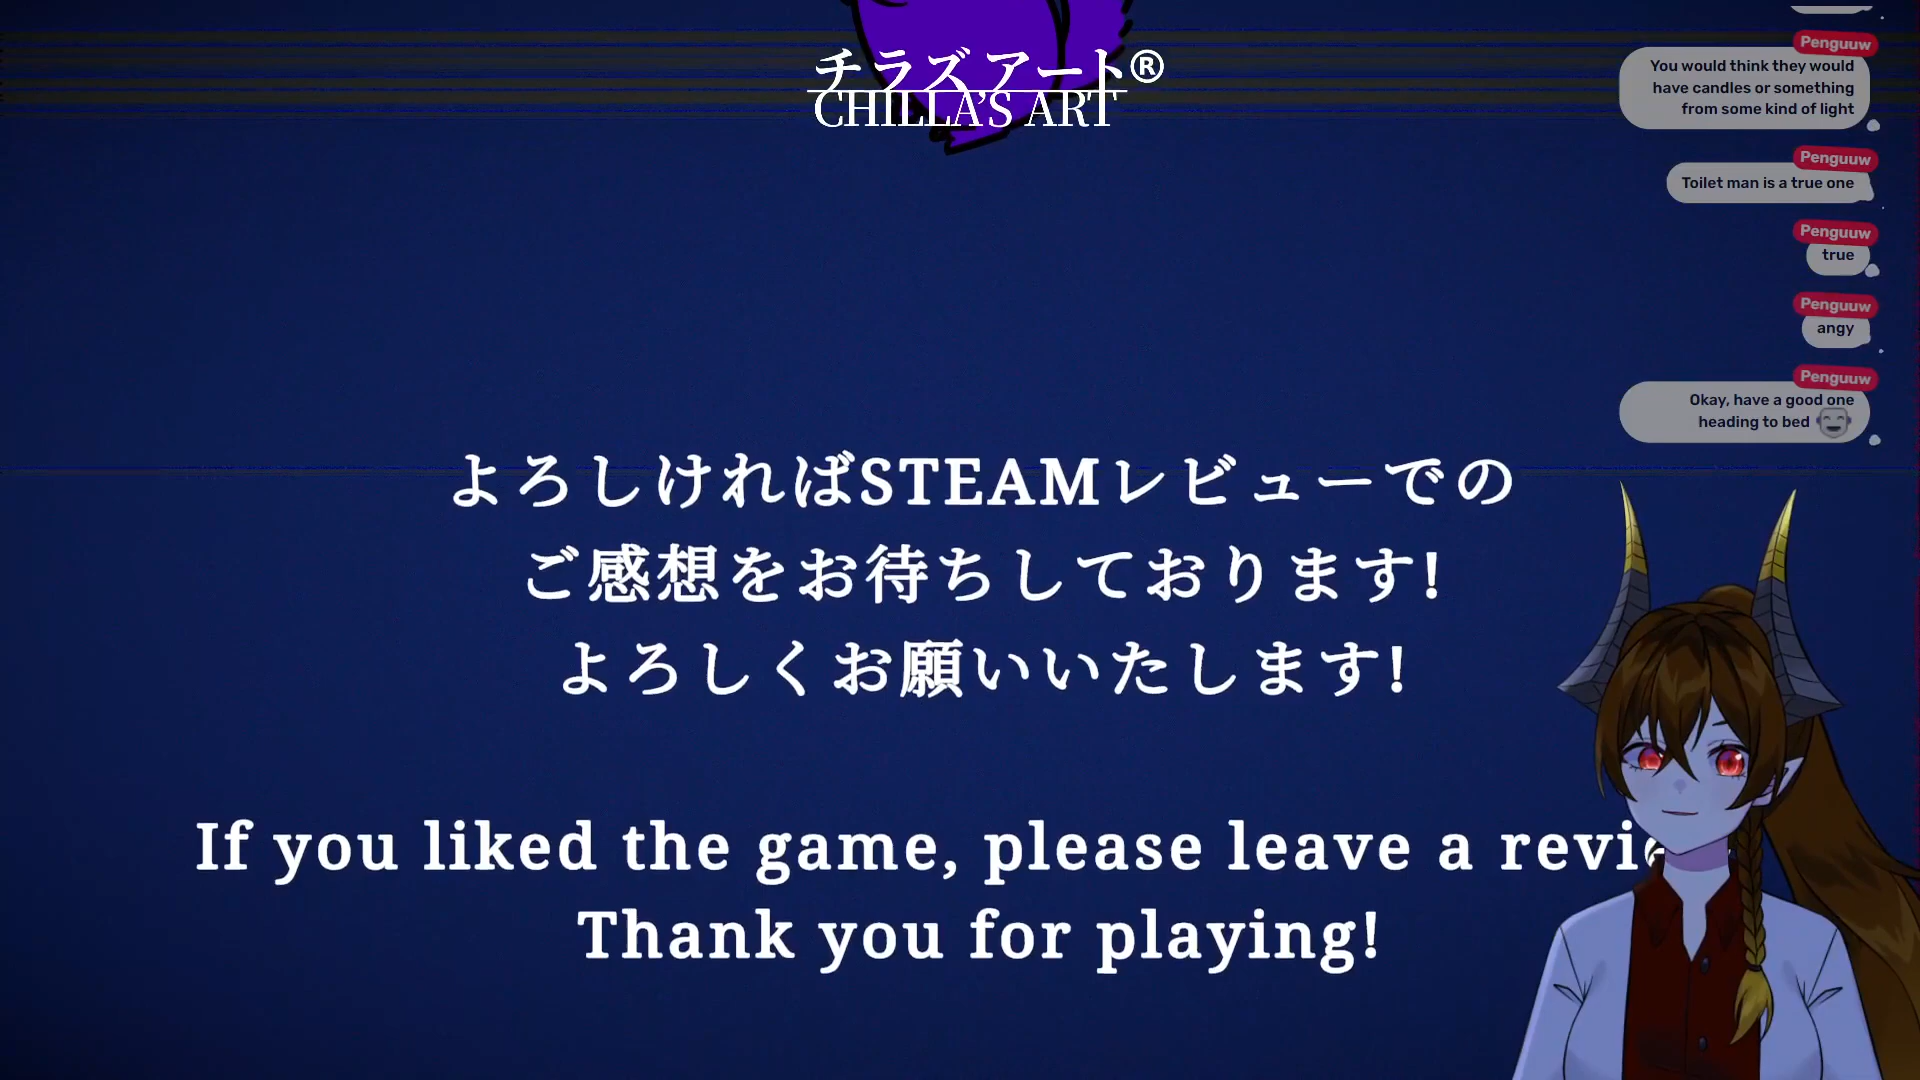 チラズアート®
CHILLA'S ART
Penguuw
You would think they would
have candles or something
from some kind of light
Penguuw
Toilet man is a true one
Penguuw
true
Penguuw
angy
Penguuw
Okay, have a good one
heading to bed
よろしければSTEAMレビューでの
ご感想をお待ちしております!
よろしくお願いいたします!
If you liked the game, please leave a
Thank you for playing!